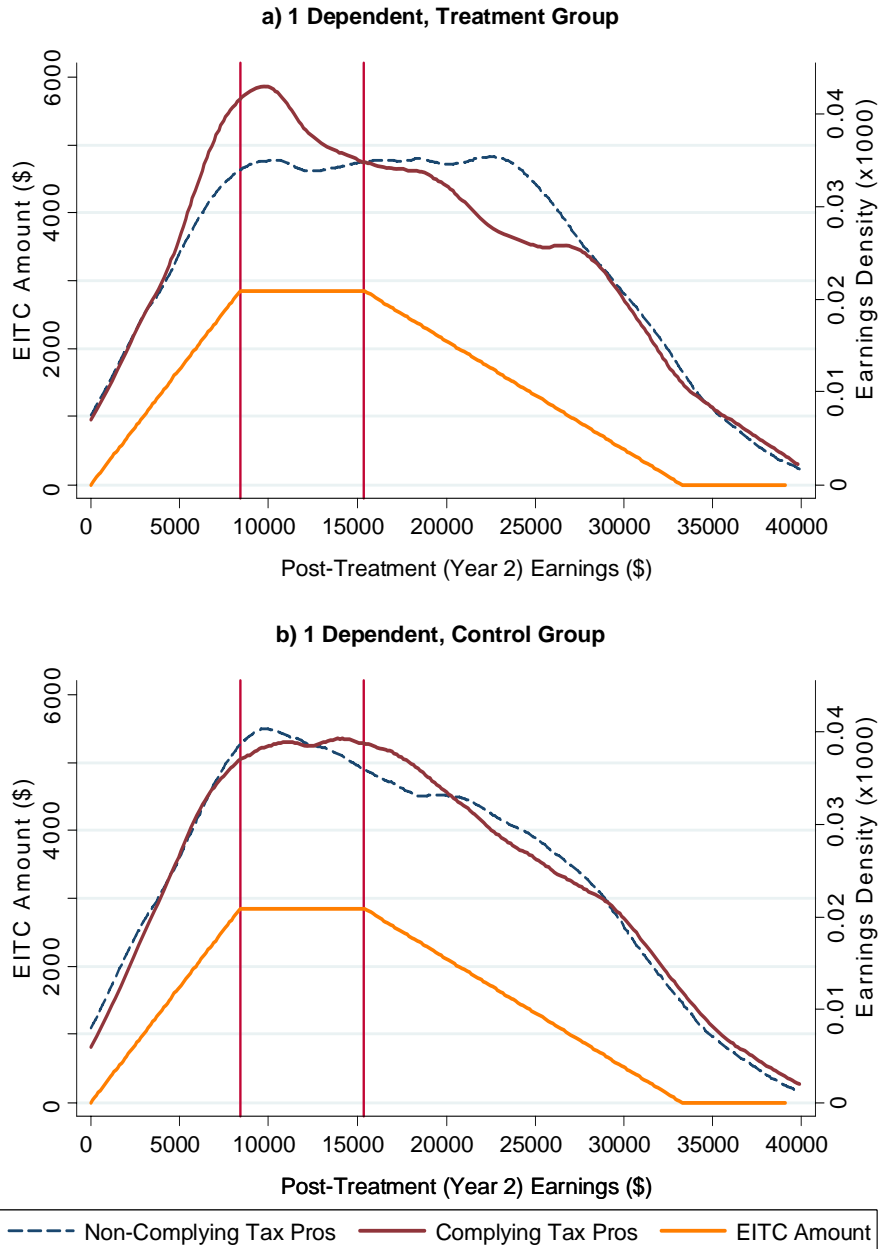 a) 1 Dependent, Treatment Group
EITC Amount ($)
6000
4000
2000
0
0.04
0.03
0.02
0.01
0
Earnings Density (x1000)
0 5000 10000 15000 20000 25000 30000 35000 40000
Post-Treatment (Year 2) Earnings ($)
b) 1 Dependent, Control Group
EITC Amount ($)
6000
4000
2000
0
0.04
0.03
0.02
0.01
0
Earnings Density (x1000)
0 5000 10000 15000 20000 25000 30000 35000 40000
Post-Treatment (Year 2) Earnings ($)
Non-Complying Tax Pros Complying Tax Pros EITC Amount